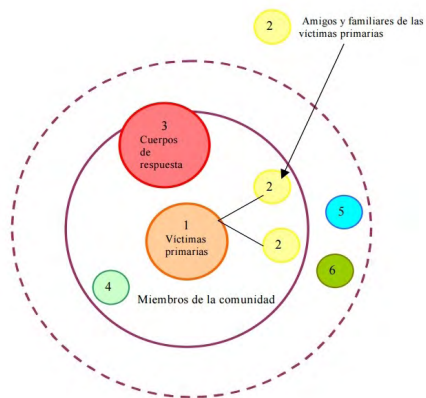 2
Amigos y familiares de las
víctimas primarias
3
Cuerpos
de
respuesta
2
1
Víctimas
primarias
2
5
6
4
Miembros de la comunidad